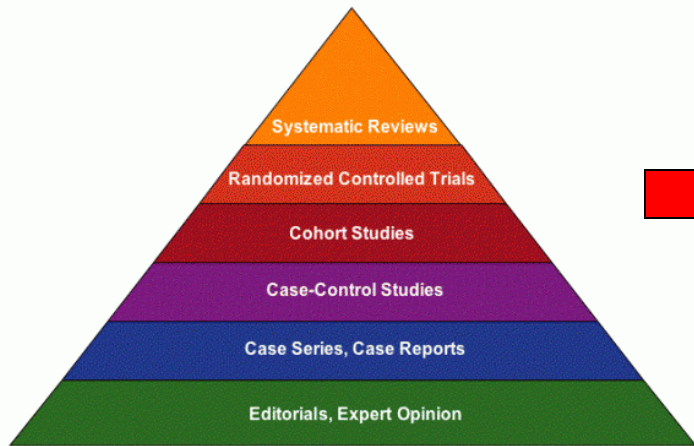 Systematic Reviews
Randomized Controlled Trials
Cohort Studies
Case-Control Studies
Case Series, Case Reports
Editorials, Expert Opinion